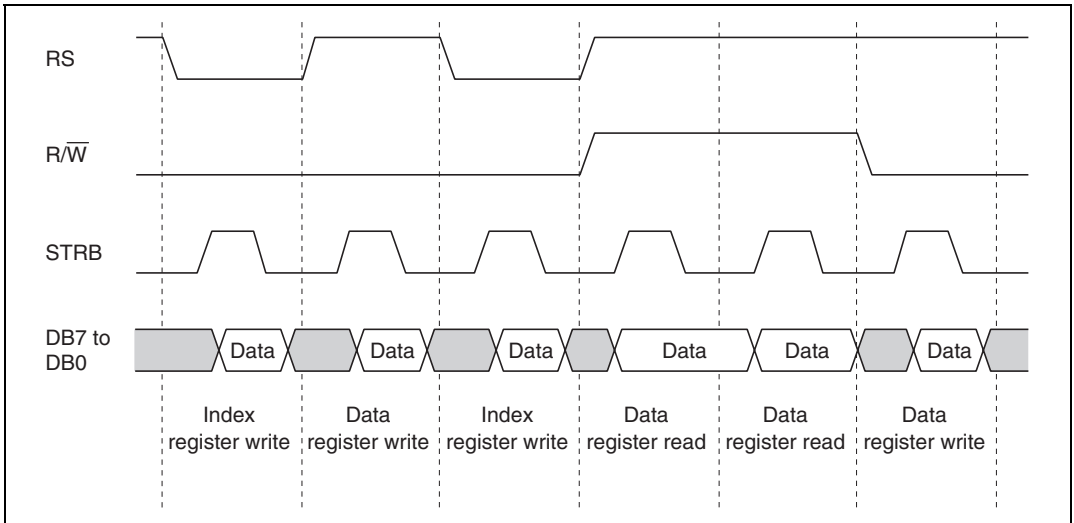 RS
R/W̅
STRB
DB7 to
DB0
Data Data Data Data Data Data
Index Data Index Data Data Data
register write register write register write register read register read register write